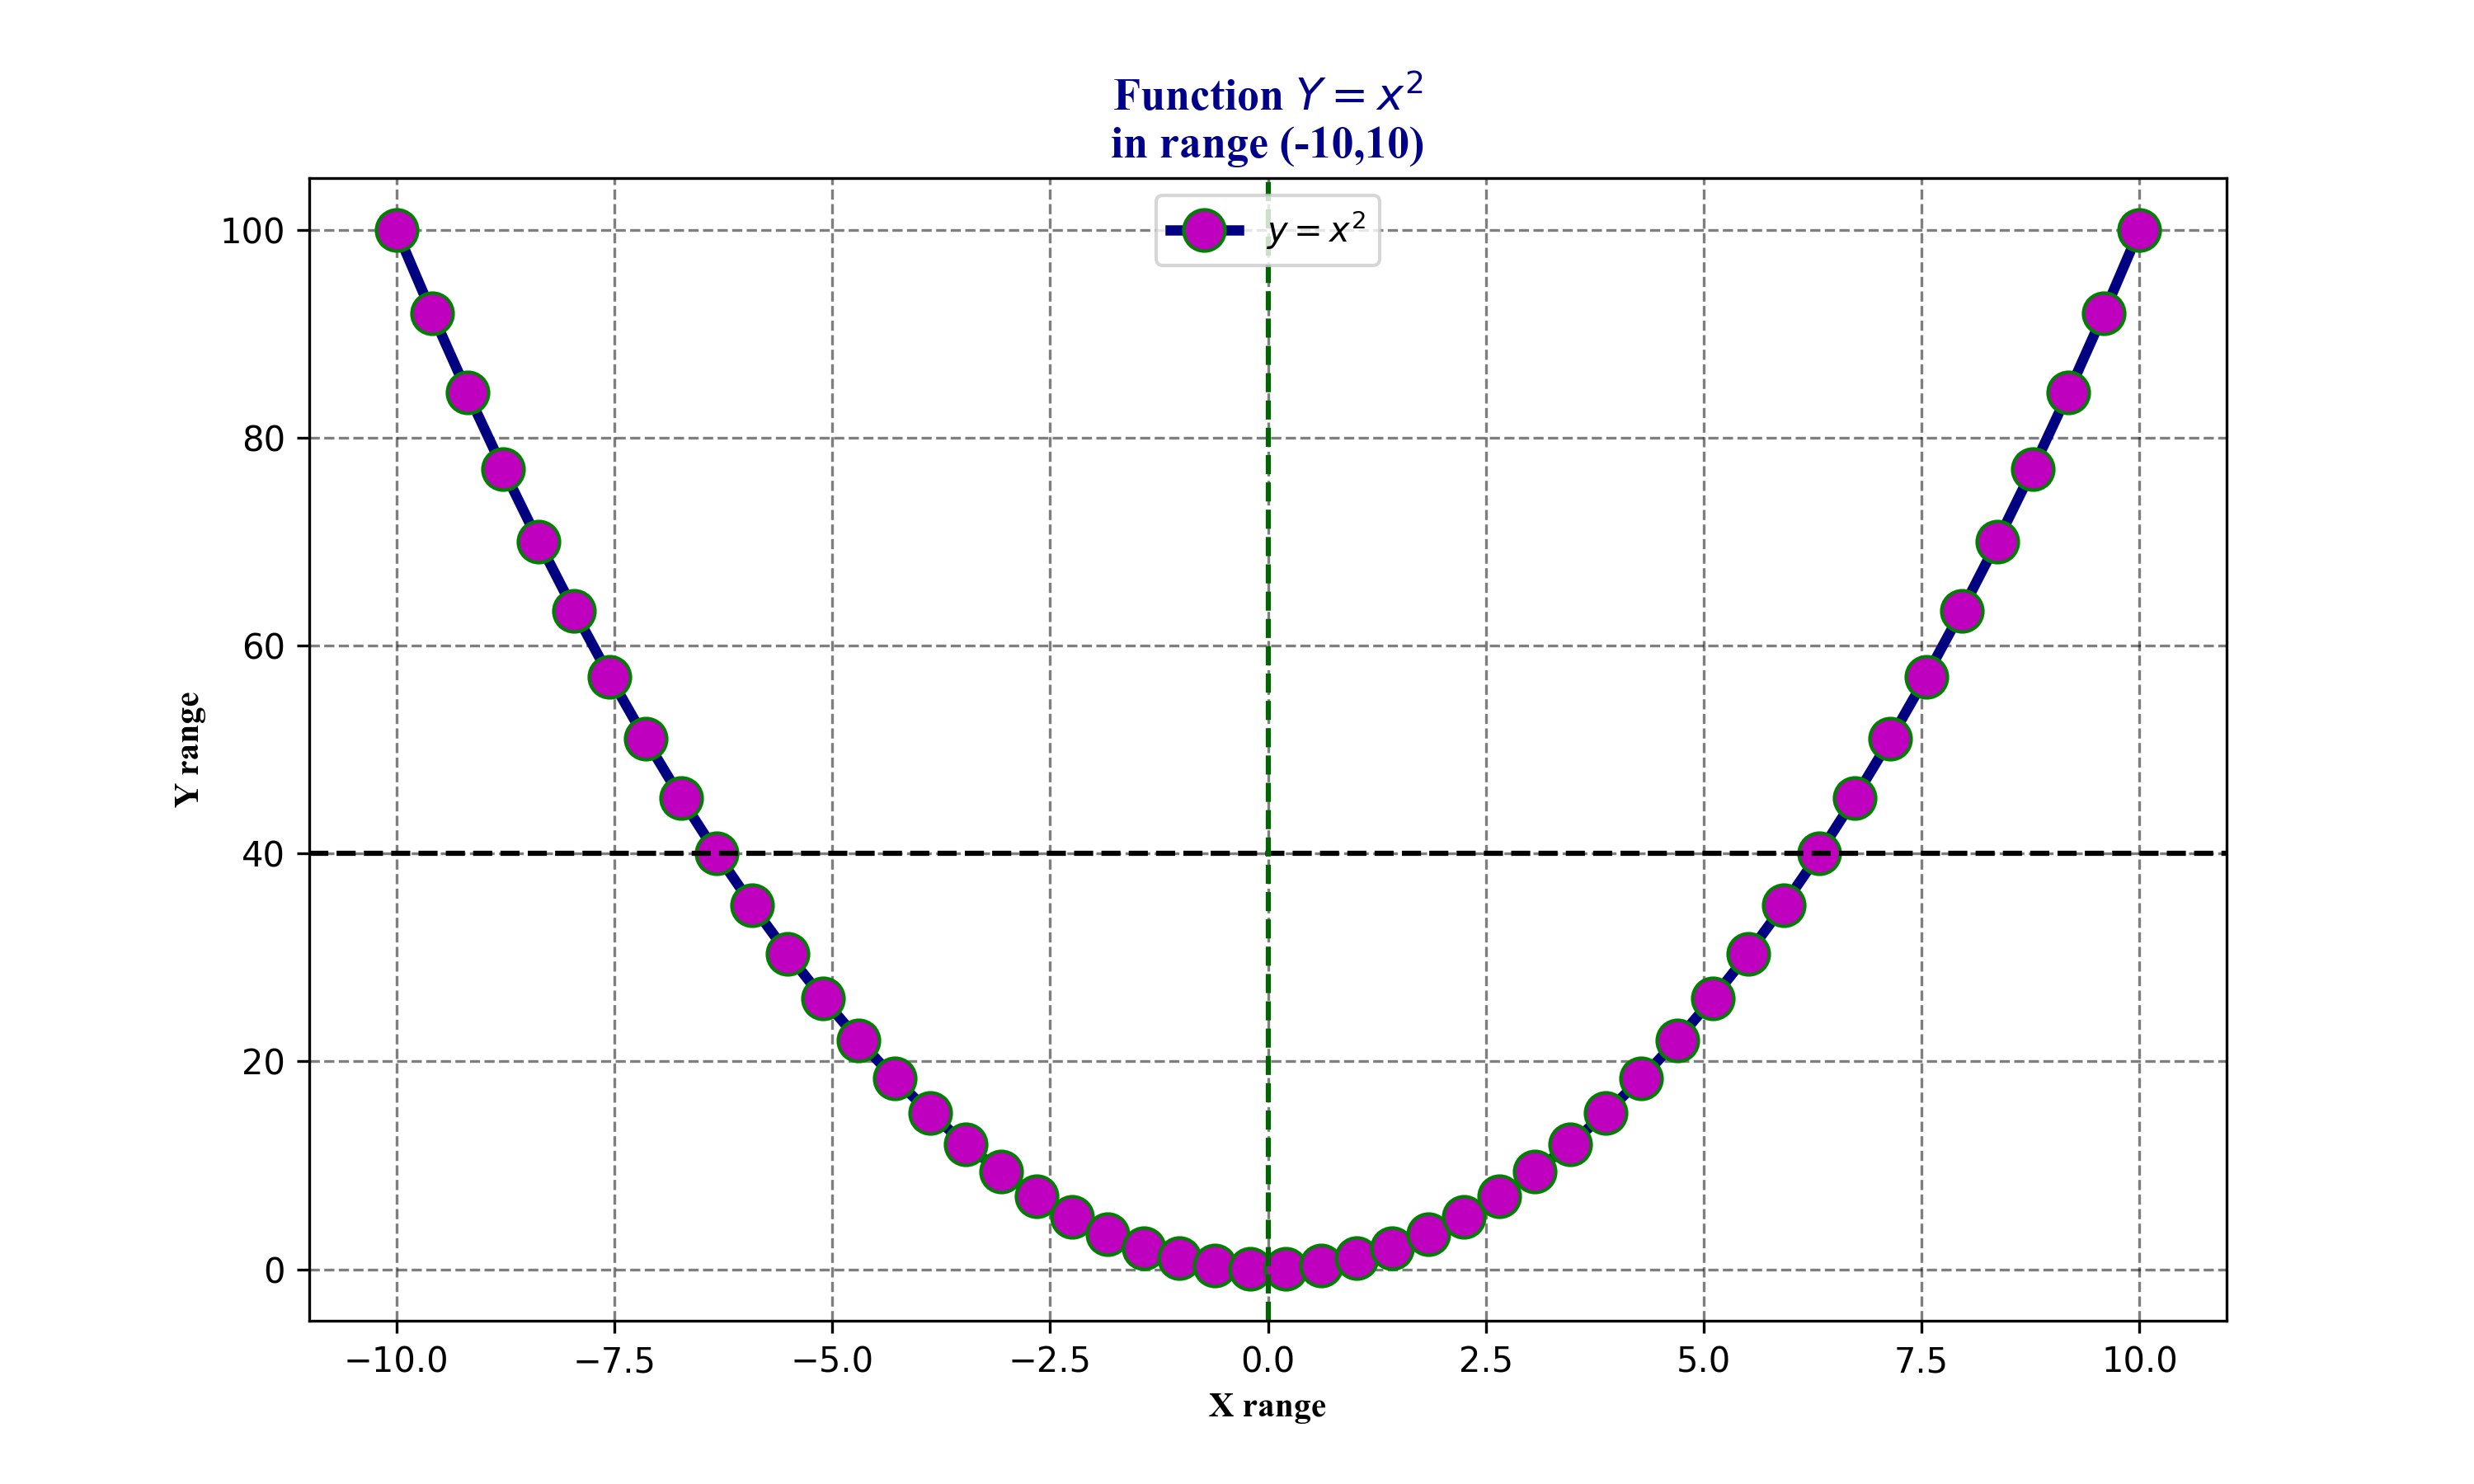 Function Y = x²
in range (-10,10)
y = x²
100
80
60
40
20
0
Y range
−10.0 −7.5 −5.0 −2.5 0.0 2.5 5.0 7.5 10.0
X range